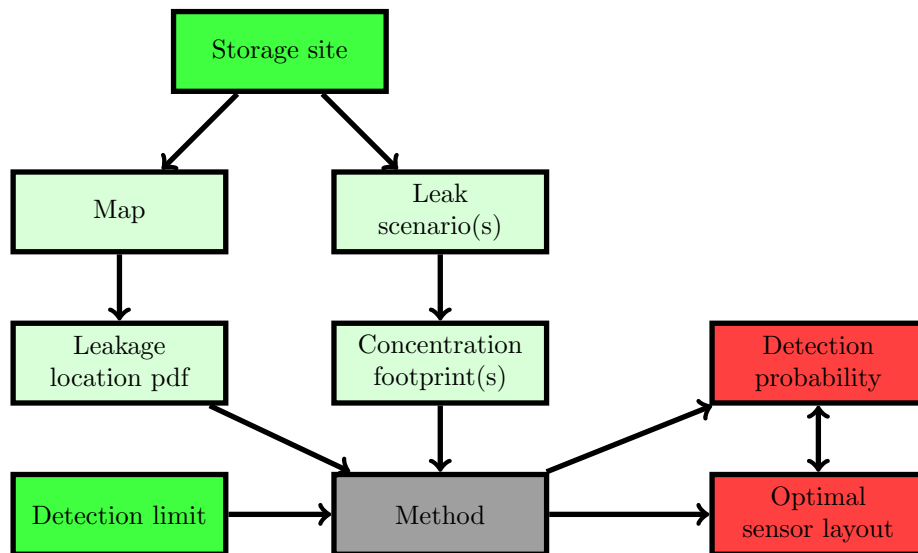 Storage site
Map
Leak
scenario(s)
Leakage
location pdf
Concentration
footprint(s)
Detection
probability
Detection limit
Method
Optimal
sensor layout